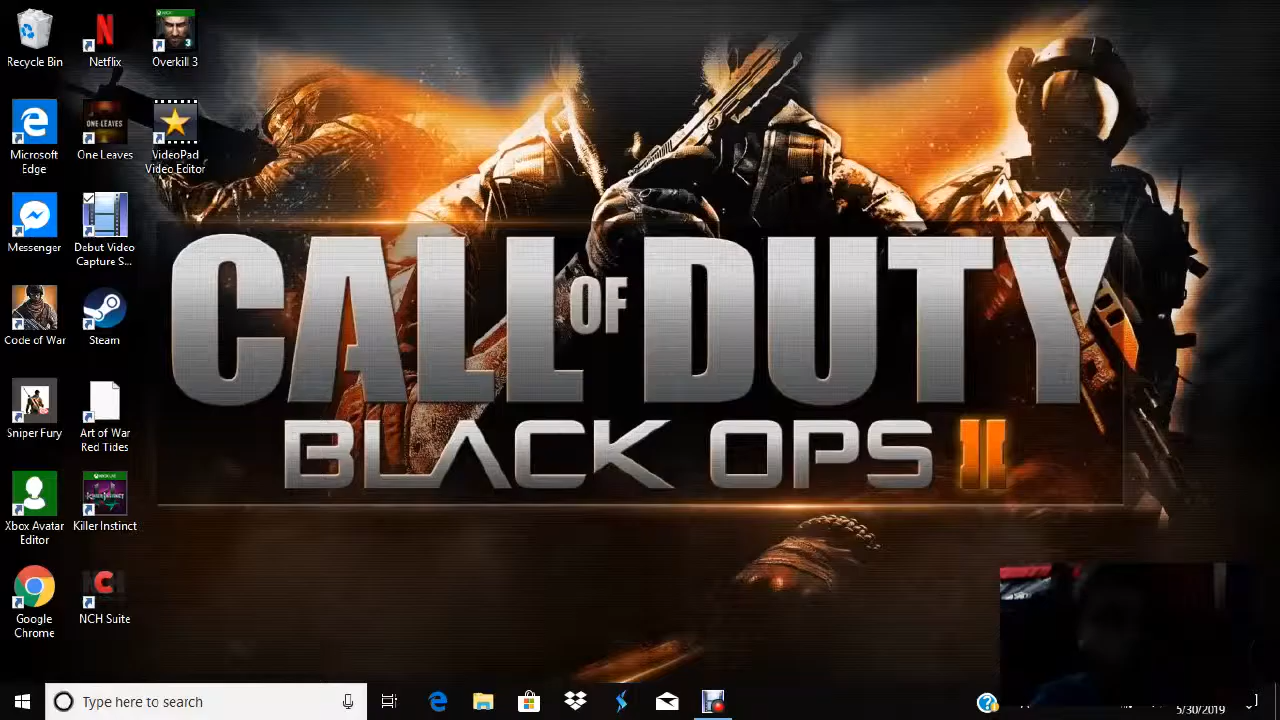 Recycle Bin
Netflix
Overkill 3
Microsoft
Edge
ONE LEAVES
One Leaves
VideoPad
Video Editor
Messenger
Debut Video
Capture S...
Code of War
Steam
Sniper Fury
Art of War
Red Tides
Xbox Avatar
Editor
Killer Instinct
Google
Chrome
NCH
NCH Suite
CALL OF DUTY
BLACK OPS II
Type here to search
5/30/2019